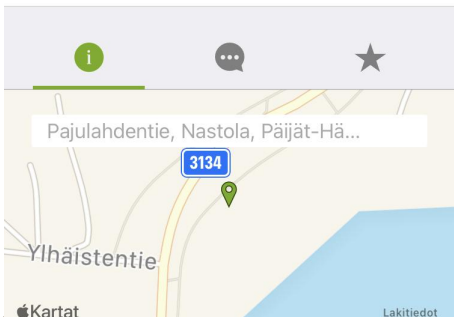 Pajulahdentie, Nastola, Päijät-Hä...
3134
Ylhäistentie
Kartat
Lakitiedot